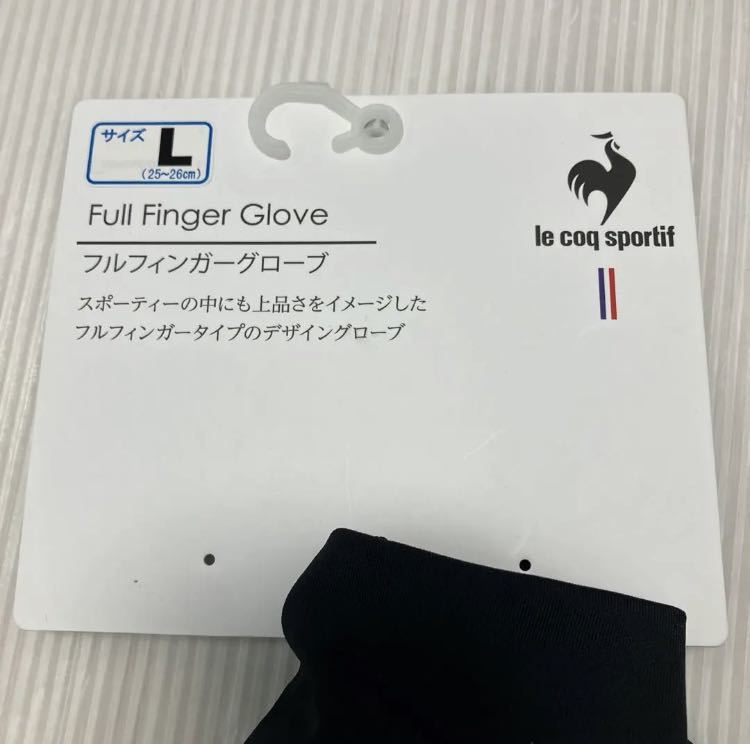 サイズ L
(25~26cm)
Full Finger Glove
フルフィンガーグローブ
スポーティーの中にも上品さをイメージした
フルフィンガータイプのデザイングローブ
le coq sportif